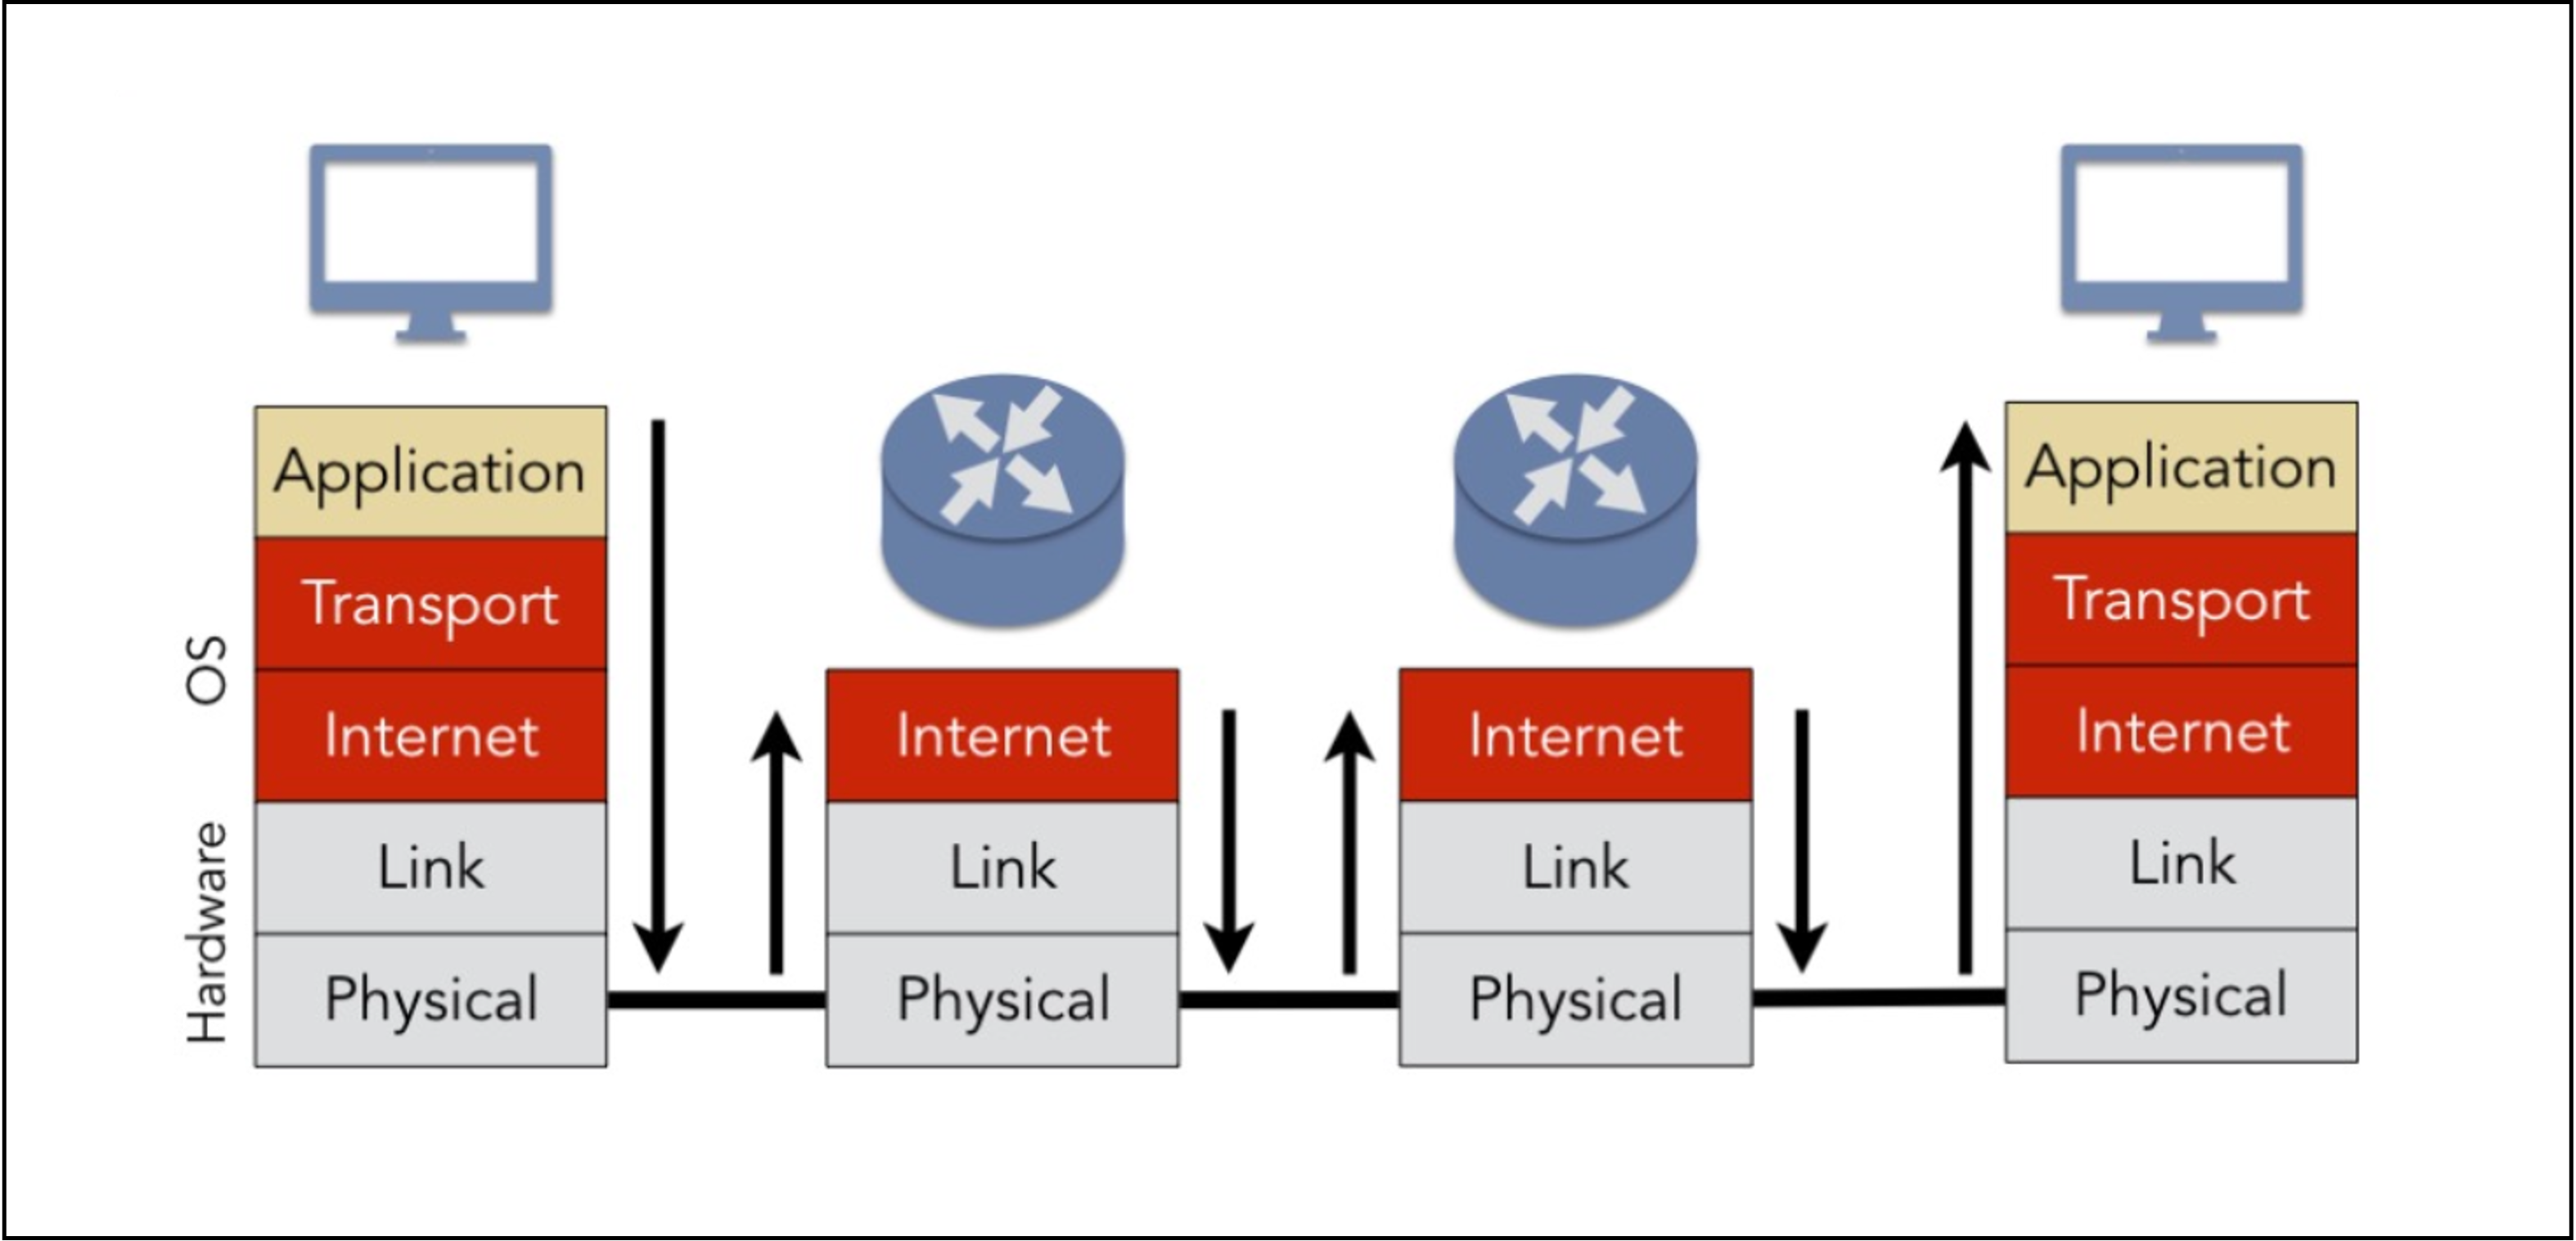 OS
Hardware
Application
Transport
Internet
Link
Physical
Internet
Link
Physical
Internet
Link
Physical
Application
Transport
Internet
Link
Physical